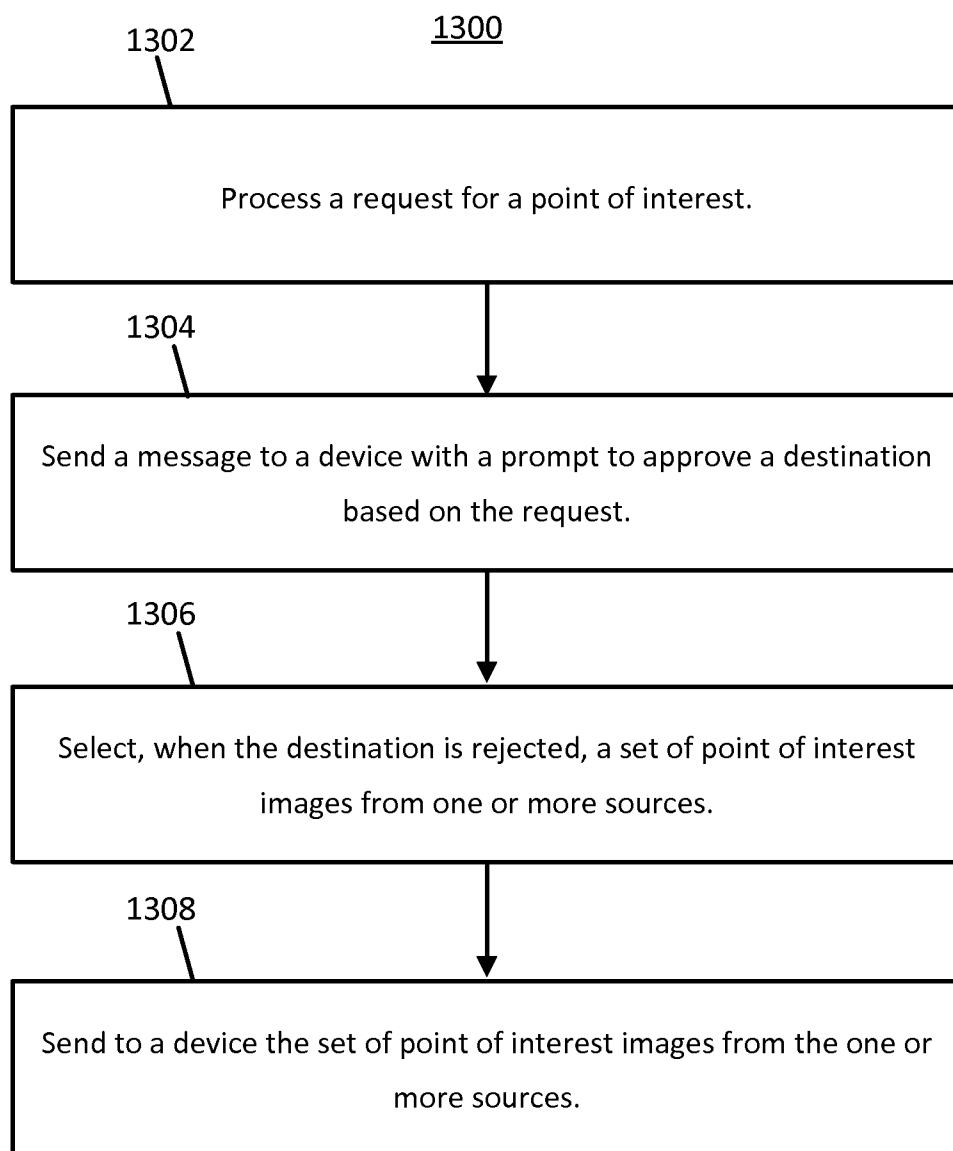 1300
1302
Process a request for a point of interest.
1304
Send a message to a device with a prompt to approve a destination
based on the request.
1306
Select, when the destination is rejected, a set of point of interest
images from one or more sources.
1308
Send to a device the set of point of interest images from the one or
more sources.